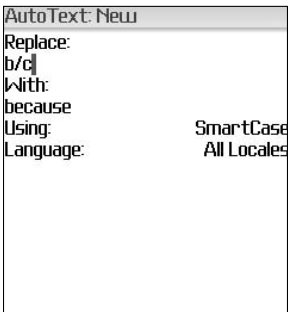 AutoText: New
Replace:
b/c
With:
because
Using: SmartCase
Language: All Locales